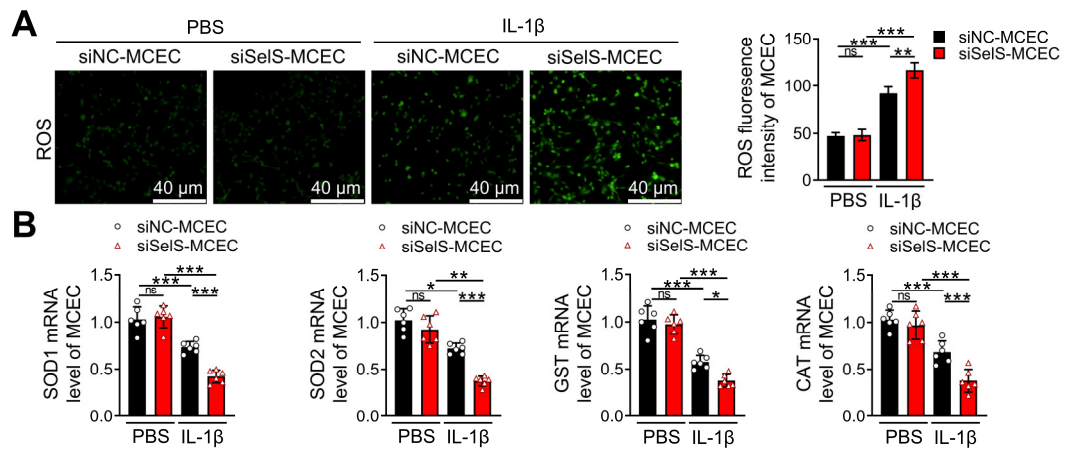 A
PBS
IL-1β
siNC-MCEC
siSelS-MCEC
siNC-MCEC
siSelS-MCEC
ROS
40 µm
40 µm
40 µm
40 µm
ROS fluoresence
intensity of MCEC
150
100
50
0
***
***
ns
**
siNC-MCEC
siSelS-MCEC
PBS
IL-1β
B
siNC-MCEC
siSelS-MCEC
SOD1 mRNA
level of MCEC
1.5
1.0
0.5
0.0
***
***
ns
***
PBS
IL-1β
siNC-MCEC
siSelS-MCEC
SOD2 mRNA
level of MCEC
1.5
1.0
0.5
0.0
**
*
ns
***
PBS
IL-1β
siNC-MCEC
siSelS-MCEC
GST mRNA
level of MCEC
1.5
1.0
0.5
0.0
***
***
ns
*
PBS
IL-1β
siNC-MCEC
siSelS-MCEC
CAT mRNA
level of MCEC
1.5
1.0
0.5
0.0
***
***
ns
***
PBS
IL-1β